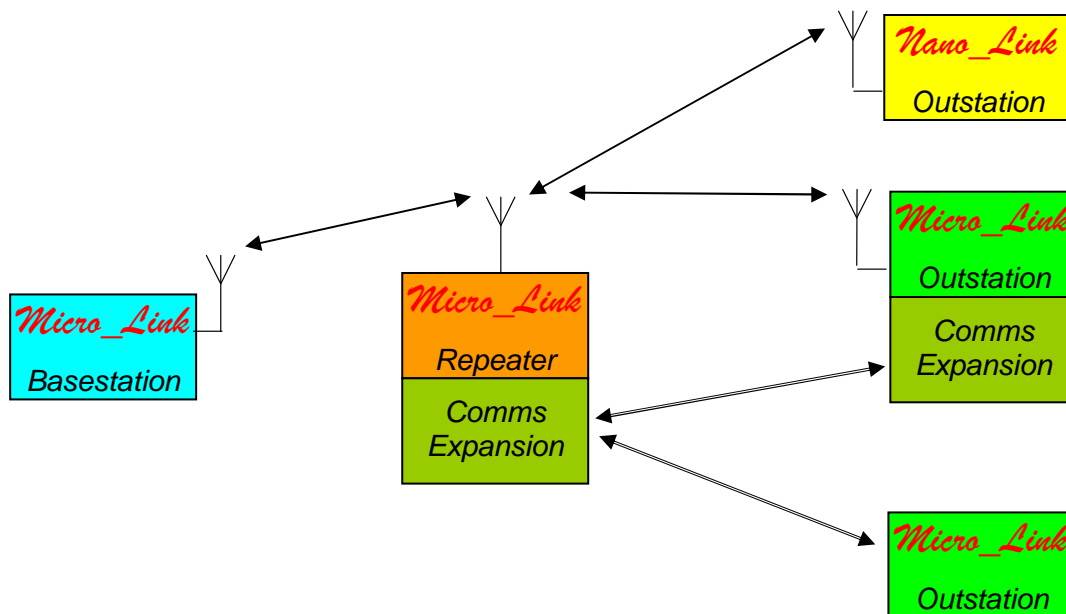 Nano_Link
Outstation
Micro_Link
Outstation
Comms
Expansion
Micro_Link
Repeater
Comms
Expansion
Micro_Link
Basestation
Micro_Link
Outstation